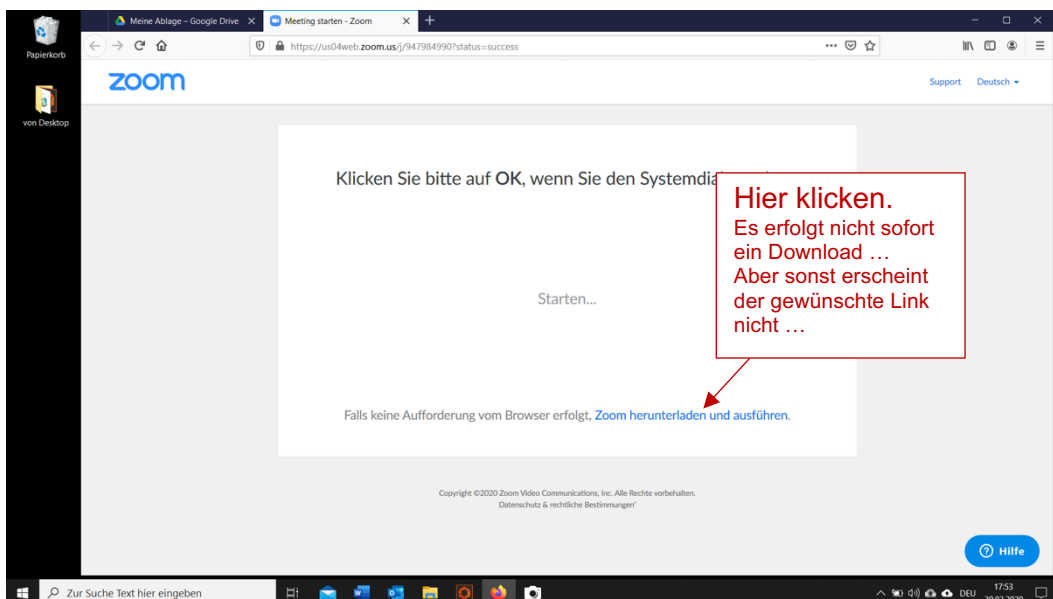 Meine Ablage – Google Drive
Meeting starten - Zoom
Papierkorb
https://us04web.zoom.us/j/947984990?status=success
zoom
Support Deutsch
von Desktop
Klicken Sie bitte auf OK, wenn Sie den
Hier klicken.
Es erfolgt nicht sofort
ein Download …
Aber sonst erscheint
der gewünschte Link
nicht …
Starten...
Falls keine Aufforderung vom Browser erfolgt, Zoom herunterladen und ausführen.
Copyright ©2020 Zoom Video Communications, Inc. Alle Rechte vorbehalten.
Datenschutz & rechtliche Bestimmungen'
Hilfe
Zur Suche Text hier eingeben
DEU
17:53